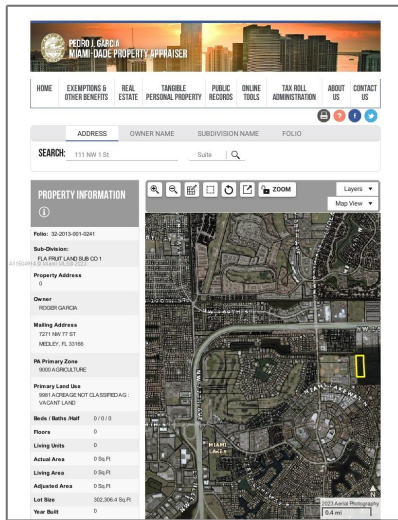 PEDRO J. GARCIA
MIAMI-DADE PROPERTY APPRAISER
HOME
EXEMPTIONS &
OTHER BENEFITS
REAL
ESTATE
TANGIBLE
PERSONAL PROPERTY
PUBLIC
RECORDS
ONLINE
TOOLS
TAX ROLL
ADMINISTRATION
ABOUT
US
CONTACT
US
ADDRESS OWNER NAME SUBDIVISION NAME FOLIO
SEARCH: 111 NW 1 St Suite
PROPERTY INFORMATION
ZOOM
Layers
Map View
Folio: 32-2013-001-0241
Sub-Division:
FLA FRUIT LAND SUB CO 1
Property Address
0
Owner
ROGER GARCIA
Mailing Address
7271 NW 77 ST
MEDLEY, FL 33166
PA Primary Zone
9000 AGRICULTURE
Primary Land Use
9981 ACREAGE NOT CLASSIFIED AG :
VACANT LAND
Beds / Baths /Half 0 / 0 / 0
Floors 0
Living Units 0
Actual Area 0 Sq.Ft
Living Area 0 Sq.Ft
Adjusted Area 0 Sq.Ft
Lot Size 302,306.4 Sq.Ft
Year Built 0
MIAMI
LAKES
2023 Aerial Photography
0.4 mi